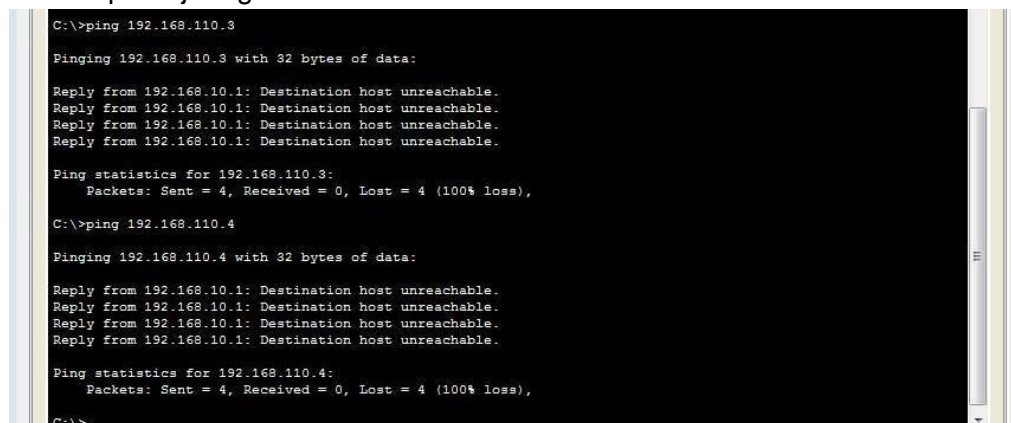 C:\>ping 192.168.110.3
Pinging 192.168.110.3 with 32 bytes of data:
Reply from 192.168.10.1: Destination host unreachable.
Reply from 192.168.10.1: Destination host unreachable.
Reply from 192.168.10.1: Destination host unreachable.
Reply from 192.168.10.1: Destination host unreachable.
Ping statistics for 192.168.110.3:
Packets: Sent = 4, Received = 0, Lost = 4 (100% loss),
C:\>ping 192.168.110.4
Pinging 192.168.110.4 with 32 bytes of data:
Reply from 192.168.10.1: Destination host unreachable.
Reply from 192.168.10.1: Destination host unreachable.
Reply from 192.168.10.1: Destination host unreachable.
Reply from 192.168.10.1: Destination host unreachable.
Ping statistics for 192.168.110.4:
Packets: Sent = 4, Received = 0, Lost = 4 (100% loss),
C:\>